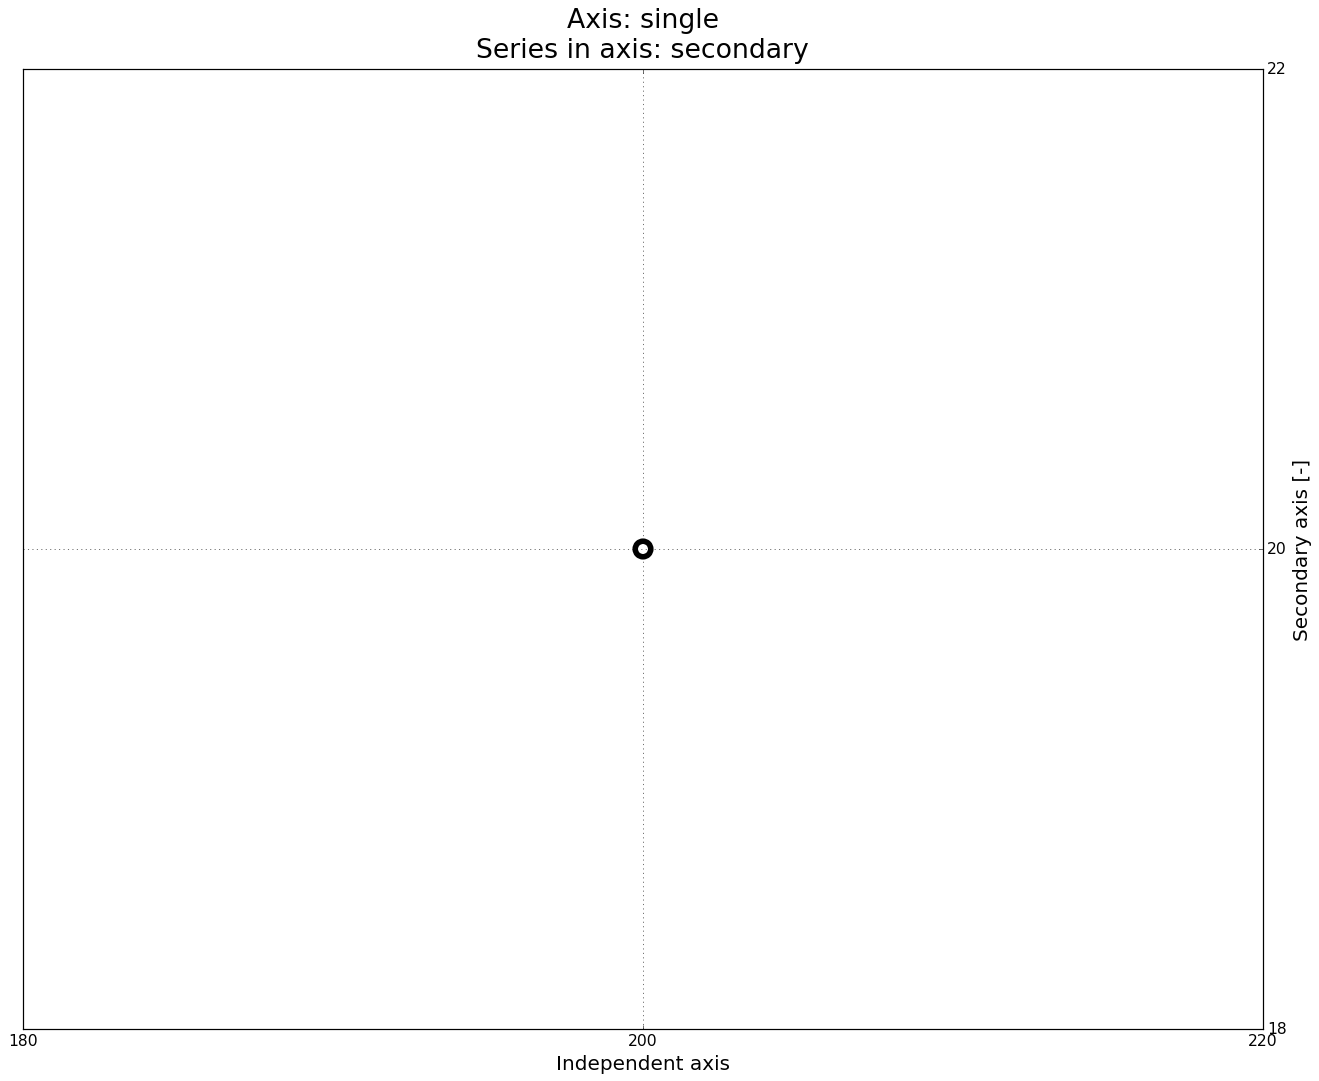 Axis: single
Series in axis: secondary
22
20
18
Secondary axis [-]
180
200
220
Independent axis